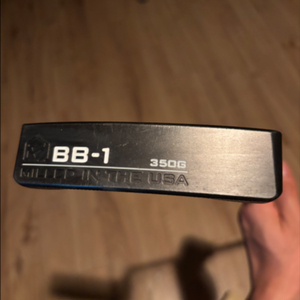 BB-1
350G
MILLED IN THE USA